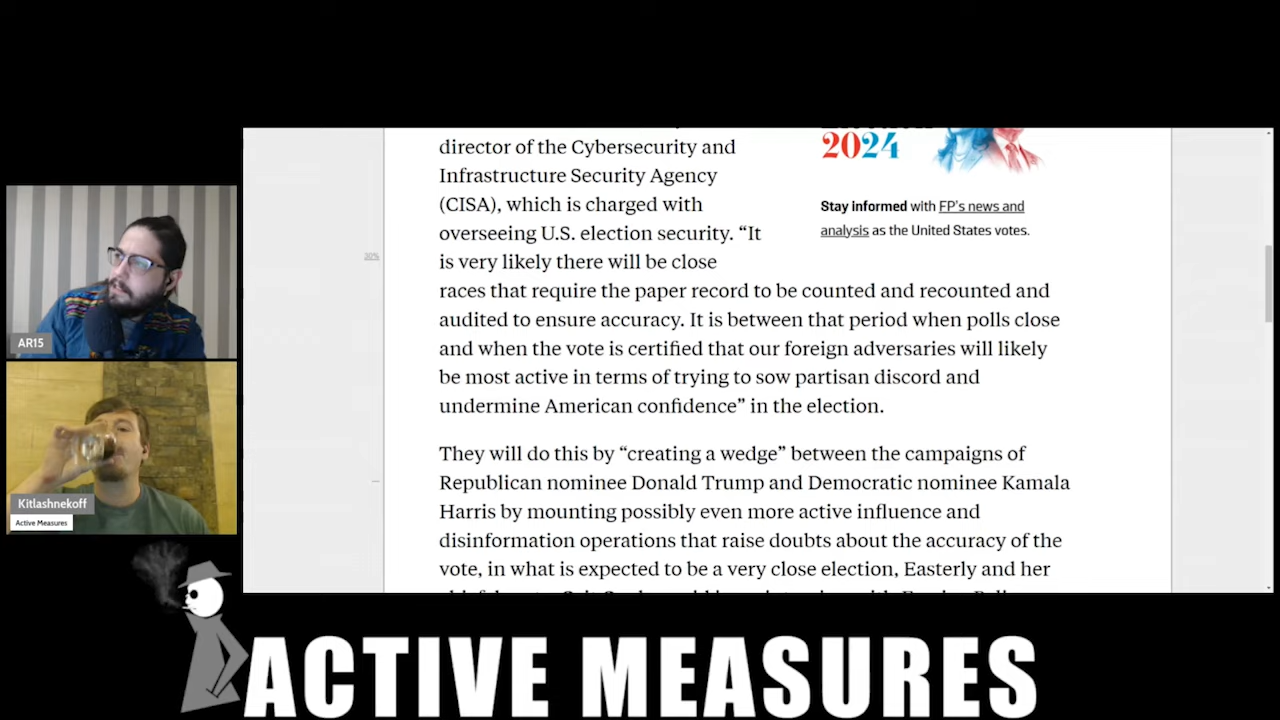 director of the Cybersecurity and
Infrastructure Security Agency
(CISA), which is charged with
overseeing U.S. election security. “It
is very likely there will be close
races that require the paper record to be counted and recounted and
audited to ensure accuracy. It is between that period when polls close
and when the vote is certified that our foreign adversaries will likely
be most active in terms of trying to sow partisan discord and
undermine American confidence” in the election.
They will do this by “creating a wedge” between the campaigns of
Republican nominee Donald Trump and Democratic nominee Kamala
Harris by mounting possibly even more active influence and
disinformation operations that raise doubts about the accuracy of the
vote, in what is expected to be a very close election, Easterly and her
2024
Stay informed with FP's news and
analysis as the United States votes.
30%
AR15
Kitlashnekoff
Active Measures
ACTIVE MEASURES